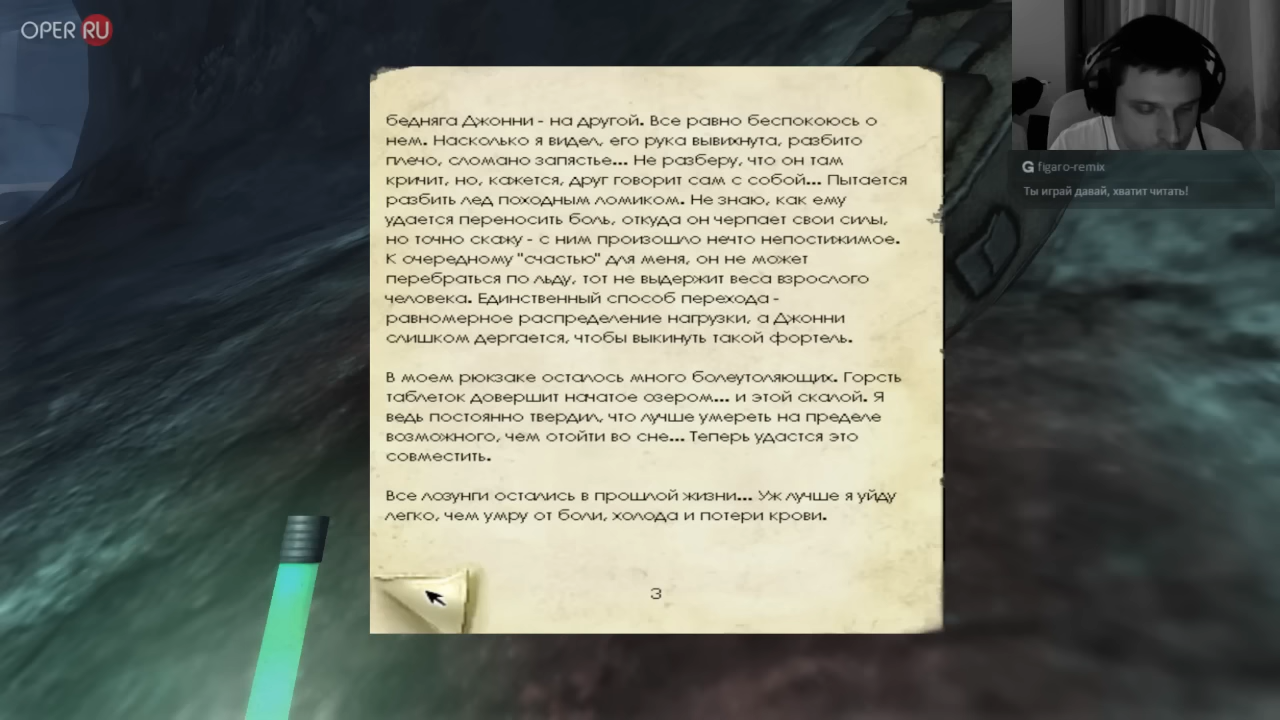 OPER RU
бедняга Джонни - на другой. Все равно беспокоюсь о
нем. Насколько я видел, его рука вывихнута, разбито
плечо, сломано запястье... Не разберу, что он там
кричит, но, кажется, друг говорит сам с собой... Пытается
разбить лед походным ломиком. Не знаю, как ему
удается переносить боль, откуда он черпает свои силы,
но точно скажу - с ним произошло нечто непостижимое.
К очередному "счастью" для меня, он не может
перебраться по льду, тот не выдержит веса взрослого
человека. Единственный способ перехода -
равномерное распределение нагрузки, а Джонни
слишком дергается, чтобы выкинуть такой фортель.
В моем рюкзаке осталось много болеутоляющих. Горсть
таблеток довершит начатое озером... и этой скалой. Я
ведь постоянно твердил, что лучше умереть на пределе
возможного, чем отойти во сне... Теперь удастся это
совместить.
Все лозунги остались в прошлой жизни... Уж лучше я уйду
легко, чем умру от боли, холода и потери крови.
3
G figaro-remix
Ты играй давай, хватит читать!